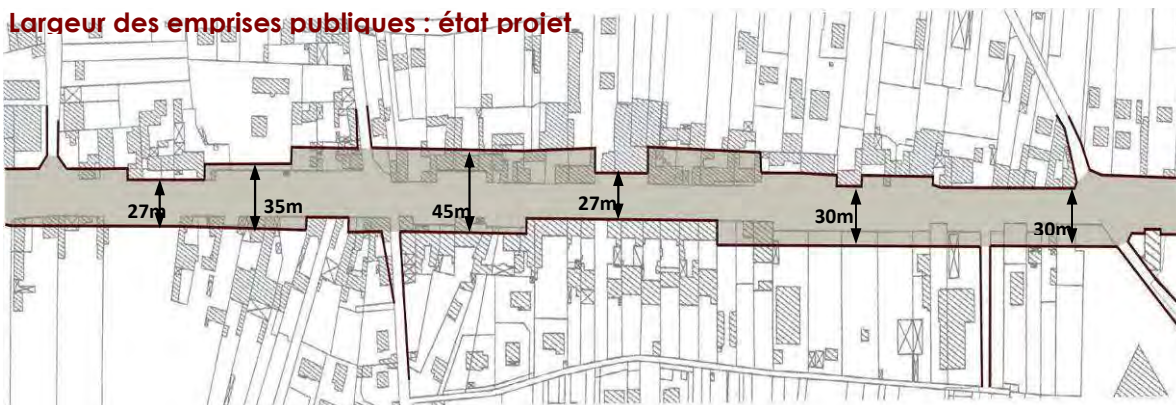 Largeur des emprises publiques : état projet
27m
35m
45m
27m
30m
30m